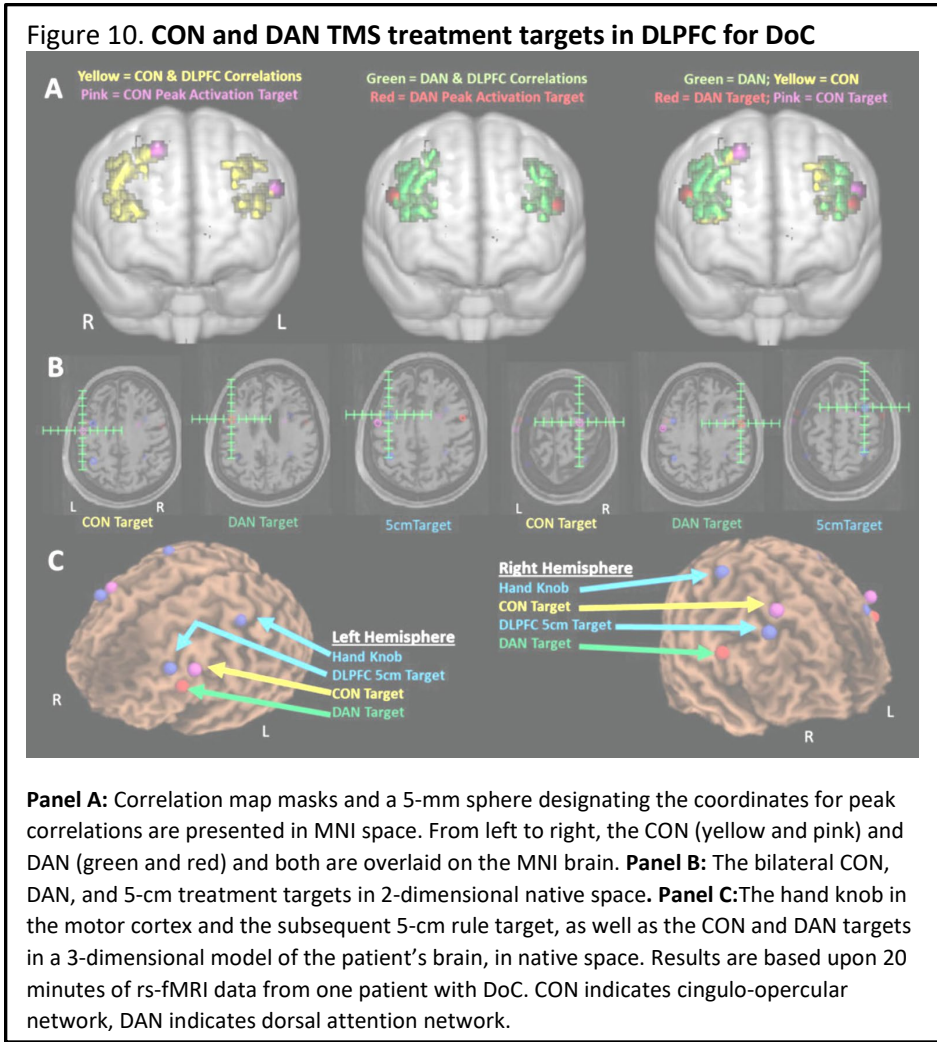 Figure 10. CON and DAN TMS treatment targets in DLPFC for DoC
A
Yellow = CON & DLPFC Correlations
Pink = CON Peak Activation Target
Green = DAN & DLPFC Correlations
Red = DAN Peak Activation Target
Green = DAN; Yellow = CON
Red = DAN Target; Pink = CON Target
R
L
B
L
R
CON Target
DAN Target
5cmTarget
L
R
CON Target
DAN Target
5cmTarget
C
Left Hemisphere
Hand Knob
DLPFC 5cm Target
CON Target
DAN Target
R
L
Right Hemisphere
Hand Knob
CON Target
DLPFC 5cm Target
DAN Target
R
L
Panel A: Correlation map masks and a 5-mm sphere designating the coordinates for peak
correlations are presented in MNI space. From left to right, the CON (yellow and pink) and
DAN (green and red) and both are overlaid on the MNI brain. Panel B: The bilateral CON,
DAN, and 5-cm treatment targets in 2-dimensional native space. Panel C:The hand knob in
the motor cortex and the subsequent 5-cm rule target, as well as the CON and DAN targets
in a 3-dimensional model of the patient's brain, in native space. Results are based upon 20
minutes of rs-fMRI data from one patient with DoC. CON indicates cingulo-opercular
network, DAN indicates dorsal attention network.